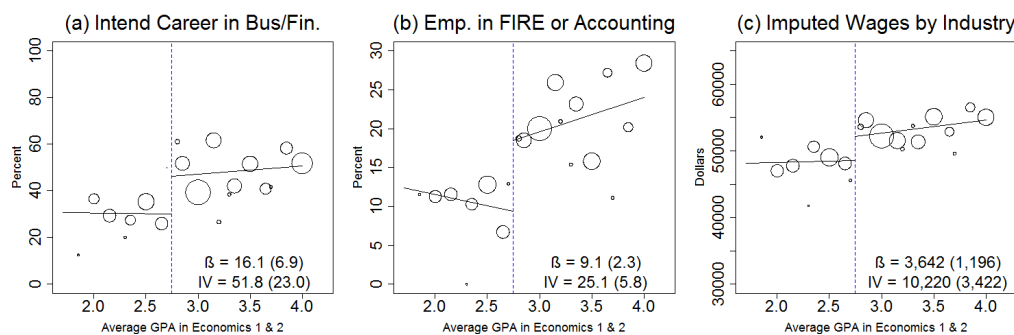 (a) Intend Career in Bus/Fin.
Percent
100
80
60
40
20
0
ß = 16.1 (6.9)
IV = 51.8 (23.0)
2.0 2.5 3.0 3.5 4.0
Average GPA in Economics 1 & 2
(b) Emp. in FIRE or Accounting
Percent
30
25
20
15
10
5
0
ß = 9.1 (2.3)
IV = 25.1 (5.8)
2.0 2.5 3.0 3.5 4.0
Average GPA in Economics 1 & 2
(c) Imputed Wages by Industry
Dollars
60000
50000
40000
30000
ß = 3,642 (1,196)
IV = 10,220 (3,422)
2.0 2.5 3.0 3.5 4.0
Average GPA in Economics 1 & 2